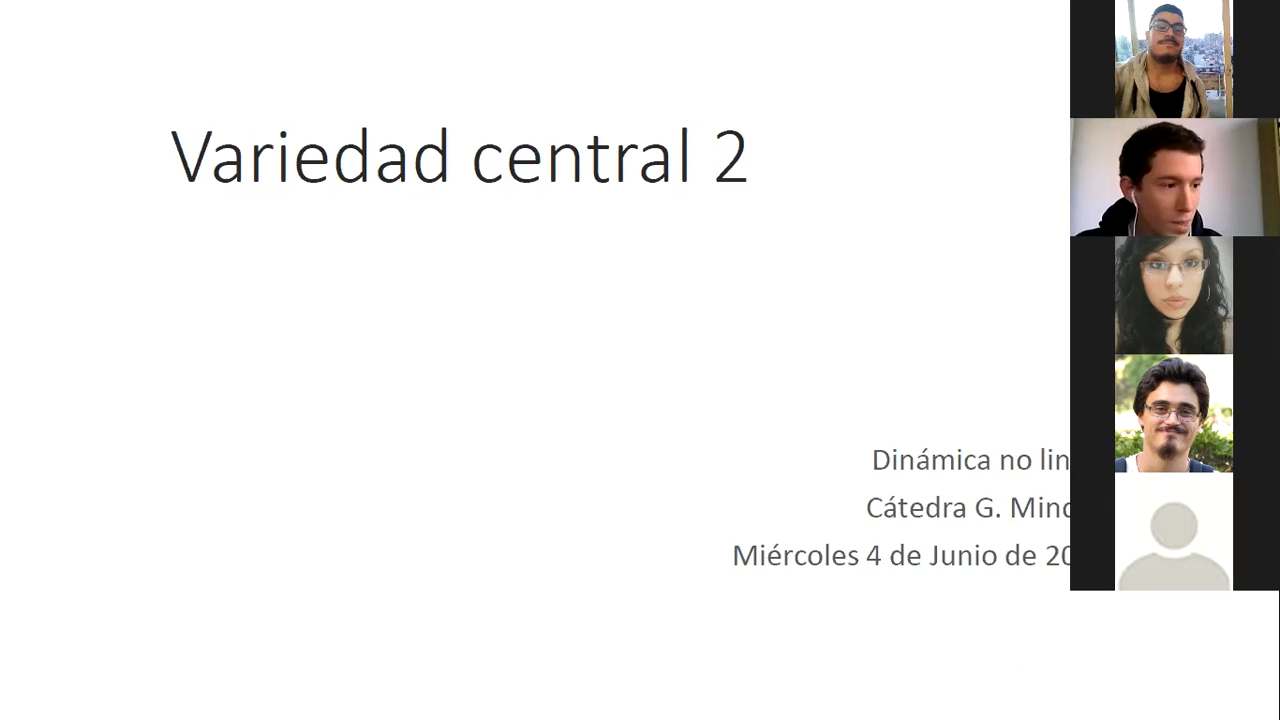 Variedad central 2
Dinámica no lin
Cátedra G. Minc
Miércoles 4 de Junio de 20